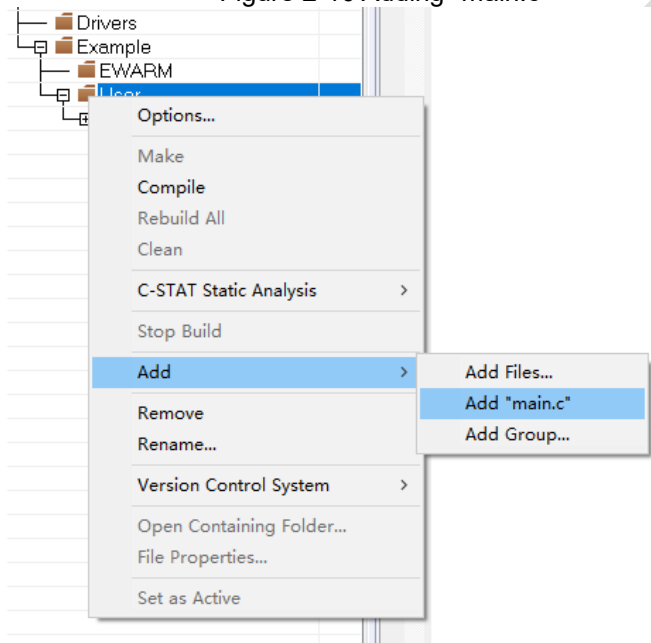 Drivers
Example
EWARM
User
Options...
Make
Compile
Rebuild All
Clean
C-STAT Static Analysis
Stop Build
Add
Add Files...
Add "main.c"
Add Group...
Remove
Rename...
Version Control System
Open Containing Folder...
File Properties...
Set as Active